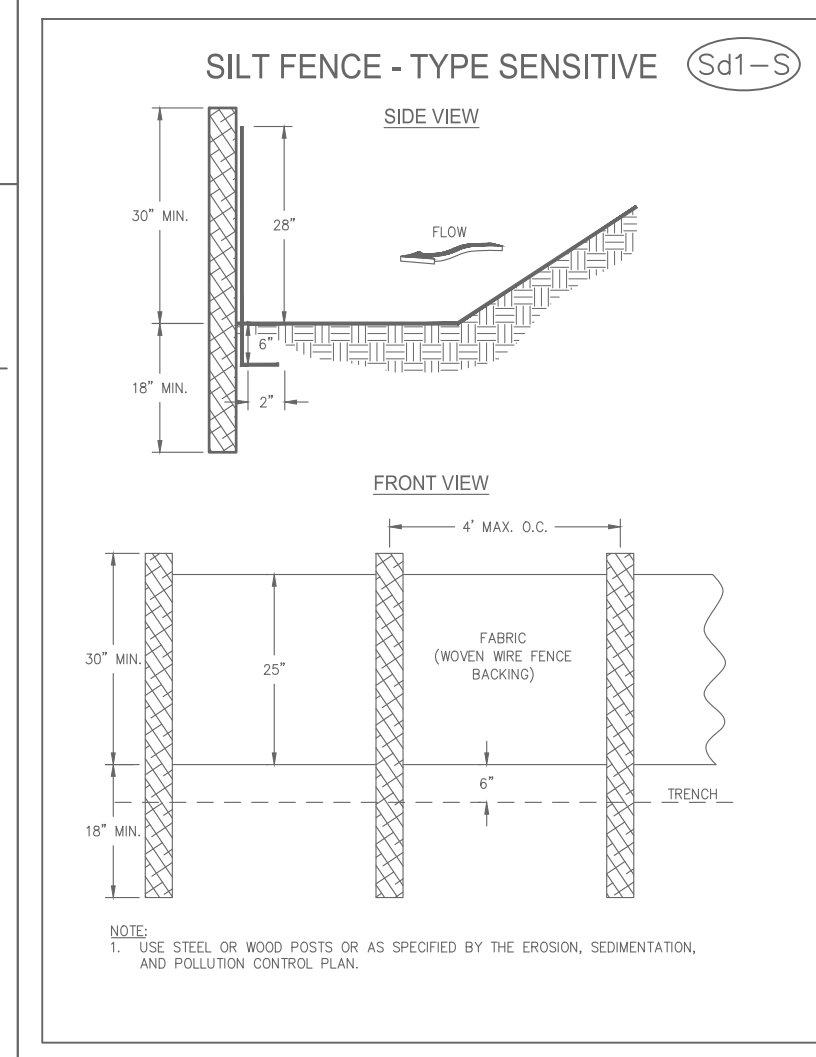 SILT FENCE - TYPE SENSITIVE
Sd1-S
SIDE VIEW
30” MIN.
28”
FLOW
6”
18” MIN.
2”
FRONT VIEW
4’ MAX. O.C.
30” MIN.
25”
FABRIC
(WOVEN WIRE FENCE
BACKING)
6”
TRENCH
18” MIN.
NOTE:
1. USE STEEL OR WOOD POSTS OR AS SPECIFIED BY THE EROSION, SEDIMENTATION,
AND POLLUTION CONTROL PLAN.